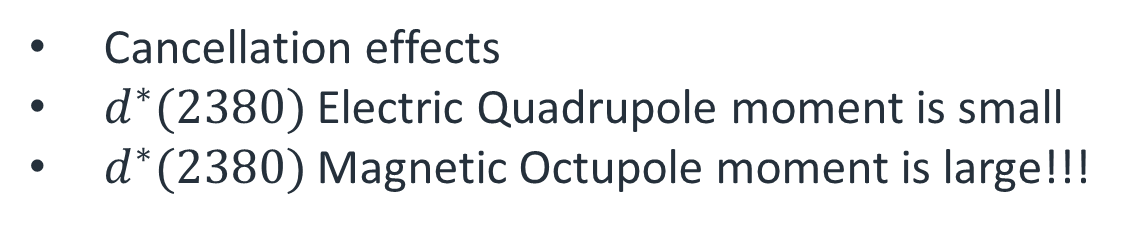 • Cancellation effects
• d*(2380) Electric Quadrupole moment is small
• d*(2380) Magnetic Octupole moment is large!!!